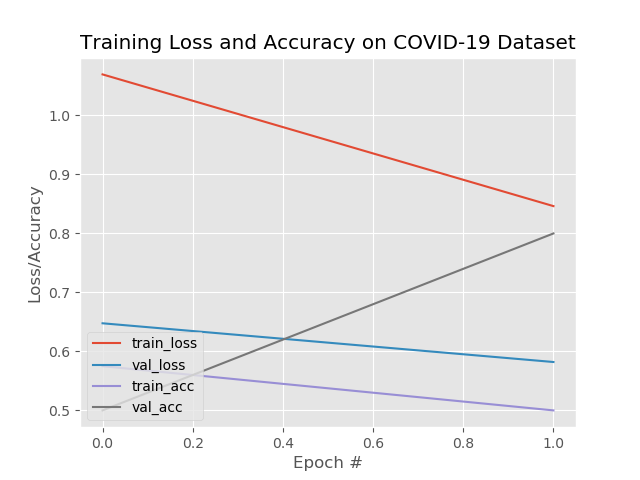 Training Loss and Accuracy on COVID-19 Dataset
Loss/Accuracy
1.0
0.9
0.8
0.7
0.6
0.5
train_loss
val_loss
train_acc
val_acc
0.0 0.2 0.4 0.6 0.8 1.0
Epoch #